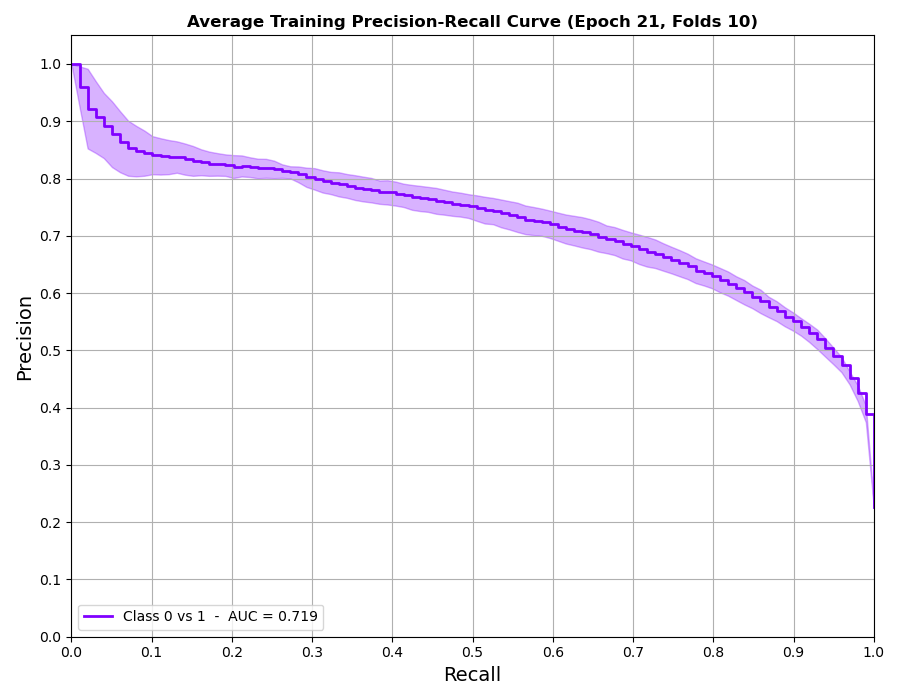 Average Training Precision-Recall Curve (Epoch 21, Folds 10)
Precision
1.0
0.9
0.8
0.7
0.6
0.5
0.4
0.3
0.2
0.1
0.0
Class 0 vs 1  -  AUC = 0.719
0.0 0.1 0.2 0.3 0.4 0.5 0.6 0.7 0.8 0.9 1.0
Recall